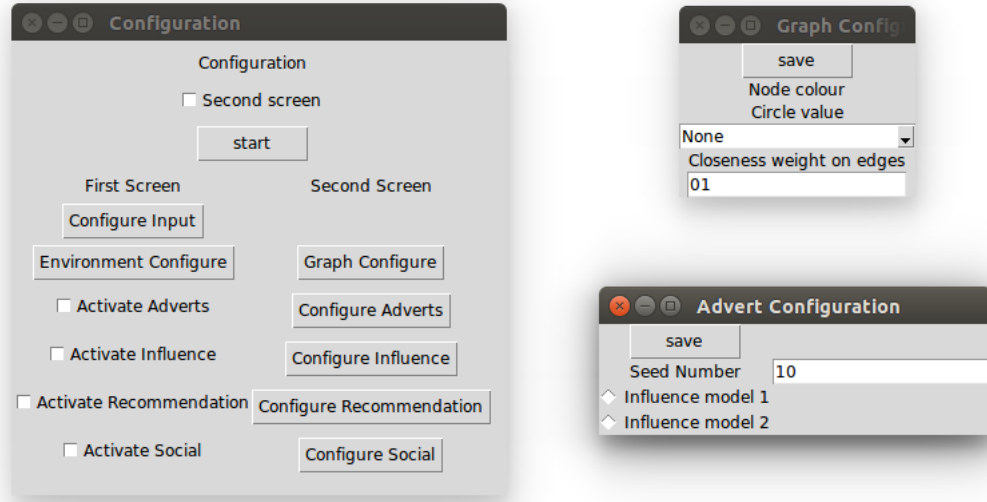 Configuration
Configuration
Second screen
start
First Screen
Second Screen
Configure Input
Environment Configure
Graph Configure
Activate Adverts
Configure Adverts
Activate Influence
Configure Influence
Activate Recommendation
Configure Recommendation
Activate Social
Configure Social
Graph Config
save
Node colour
Circle value
None
Closeness weight on edges
01
Advert Configuration
save
Seed Number
10
Influence model 1
Influence model 2